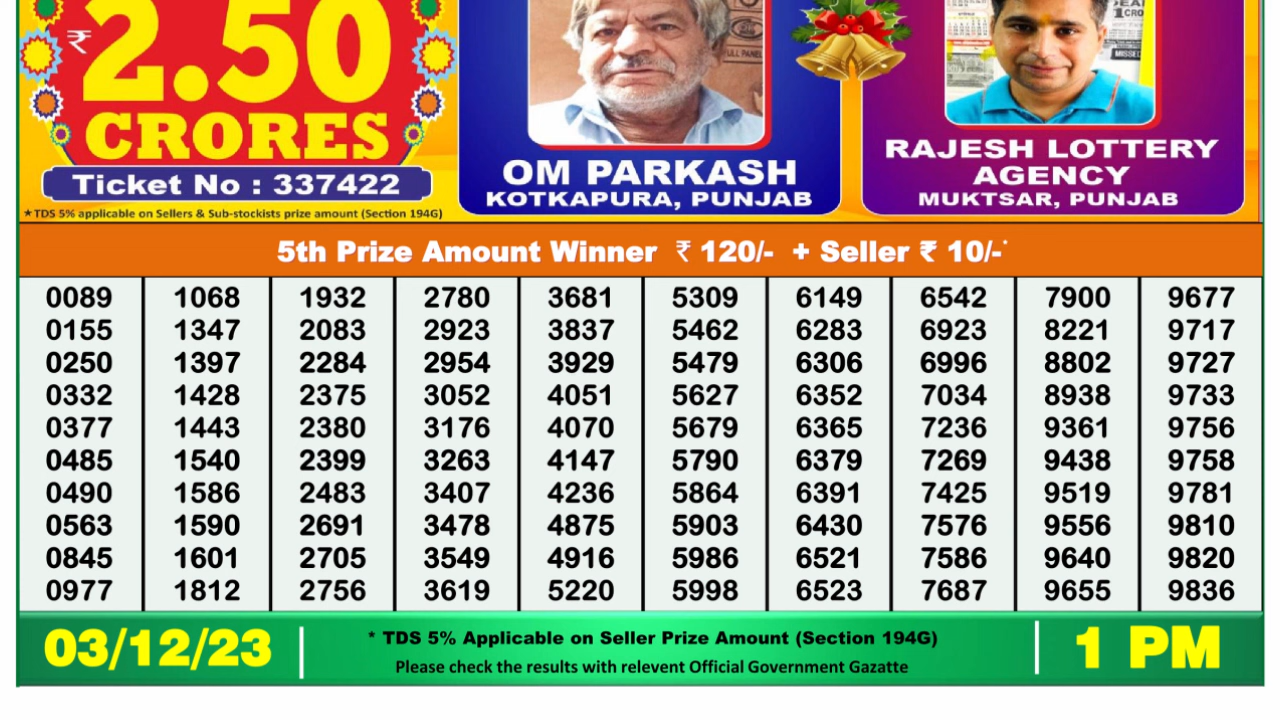 ₹ 2.50
CRORES
Ticket No : 337422
★TDS 5% applicable on Sellers & Sub-stockists prize amount (Section 194G)
FULL PANEL
OM PARKASH
KOTKAPURA, PUNJAB
1CRO
MISSED
RAJESH LOTTERY
AGENCY
MUKTSAR, PUNJAB
5th Prize Amount Winner ₹ 120/- + Seller ₹ 10/-*
0089 1068 1932 2780 3681 5309 6149 6542 7900 9677
0155 1347 2083 2923 3837 5462 6283 6923 8221 9717
0250 1397 2284 2954 3929 5479 6306 6996 8802 9727
0332 1428 2375 3052 4051 5627 6352 7034 8938 9733
0377 1443 2380 3176 4070 5679 6365 7236 9361 9756
0485 1540 2399 3263 4147 5790 6379 7269 9438 9758
0490 1586 2483 3407 4236 5864 6391 7425 9519 9781
0563 1590 2691 3478 4875 5903 6430 7576 9556 9810
0845 1601 2705 3549 4916 5986 6521 7586 9640 9820
0977 1812 2756 3619 5220 5998 6523 7687 9655 9836
03/12/23
* TDS 5% Applicable on Seller Prize Amount (Section 194G)
Please check the results with relevent Official Government Gazatte
1 PM